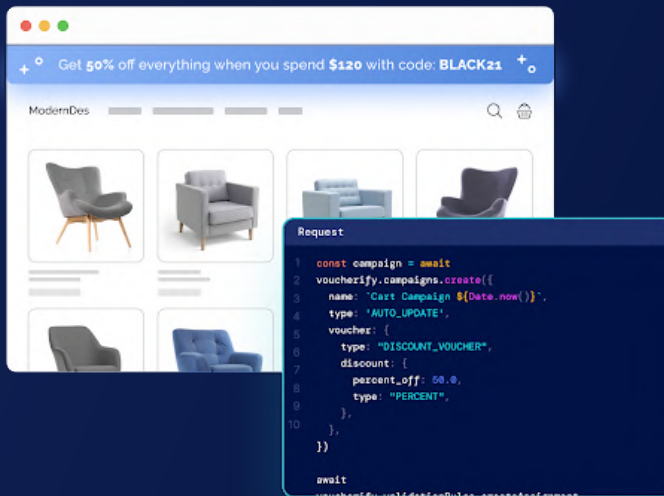 Get 50% off everything when you spend $120 with code: BLACK21
ModernDes
Request
1 const campaign = await
2 voucherify.campaigns.create({
3 name: `Cart Campaign ${Date.now()}`,
4 type: 'AUTO_UPDATE',
5 voucher: {
6 type: "DISCOUNT_VOUCHER",
7 discount: {
8 percent_off: 50.0,
9 type: "PERCENT",
10 },
},
})
await